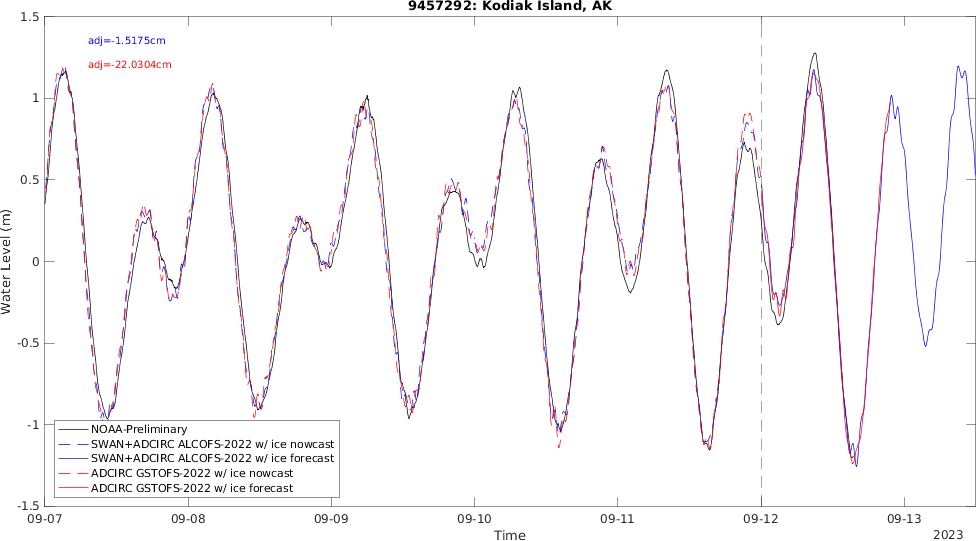 9457292: Kodiak Island, AK
adj=-1.5175cm
adj=-22.0304cm
1.5
1
0.5
0
-0.5
-1
-1.5
Water Level (m)
NOAA-Preliminary
SWAN+ADCIRC ALCOFS-2022 w/ ice nowcast
SWAN+ADCIRC ALCOFS-2022 w/ ice forecast
ADCIRC GSTOFS-2022 w/ ice nowcast
ADCIRC GSTOFS-2022 w/ ice forecast
09-07 09-08 09-09 09-10 09-11 09-12 09-13
Time
2023